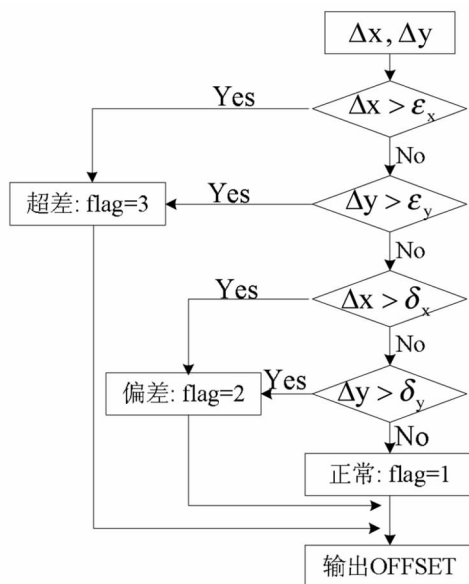 Δx, Δy
Yes
Δx > εx
No
超差: flag=3
Yes
Δy > εy
No
Yes
Δx > δx
No
偏差: flag=2
Yes
Δy > δy
No
正常: flag=1
输出OFFSET